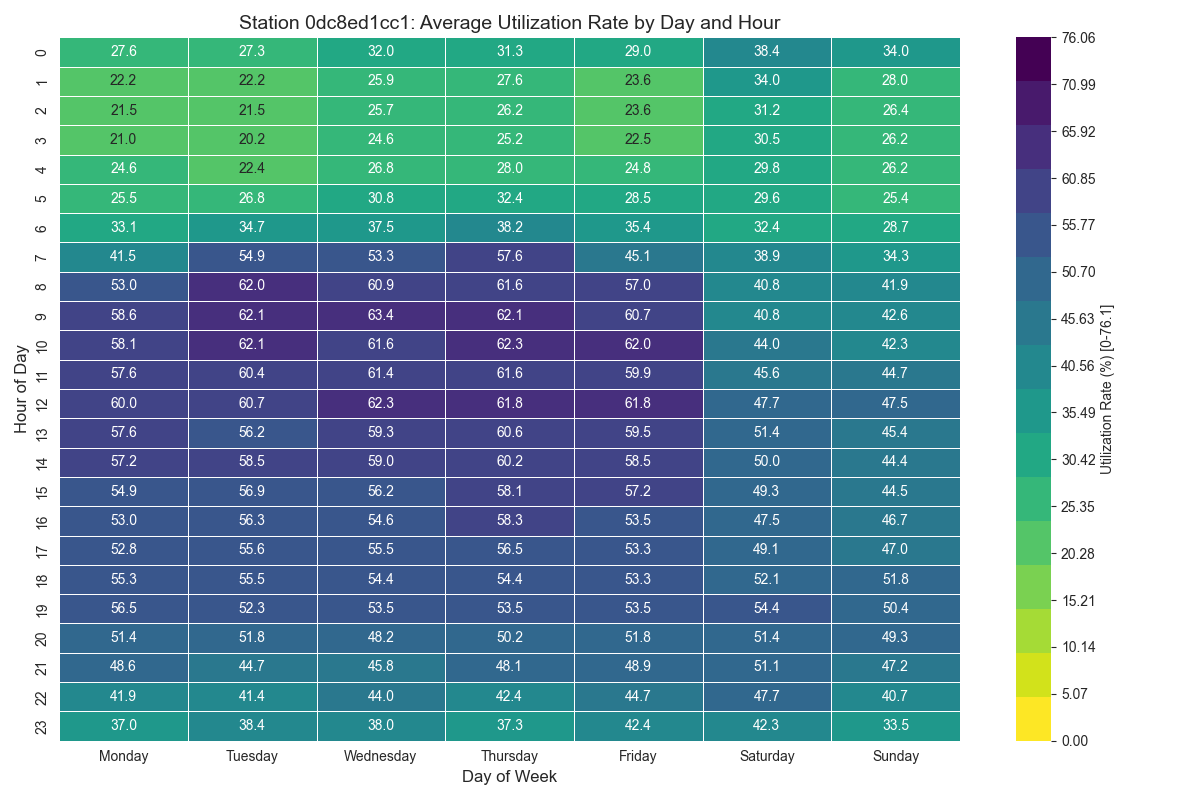 Station 0dc8ed1cc1: Average Utilization Rate by Day and Hour
0 27.6 27.3 32.0 31.3 29.0 38.4 34.0
1 22.2 22.2 25.9 27.6 23.6 34.0 28.0
2 21.5 21.5 25.7 26.2 23.6 31.2 26.4
3 21.0 20.2 24.6 25.2 22.5 30.5 26.2
4 24.6 22.4 26.8 28.0 24.8 29.8 26.2
5 25.5 26.8 30.8 32.4 28.5 29.6 25.4
6 33.1 34.7 37.5 38.2 35.4 32.4 28.7
7 41.5 54.9 53.3 57.6 45.1 38.9 34.3
8 53.0 62.0 60.9 61.6 57.0 40.8 41.9
9 58.6 62.1 63.4 62.1 60.7 40.8 42.6
10 58.1 62.1 61.6 62.3 62.0 44.0 42.3
11 57.6 60.4 61.4 61.6 59.9 45.6 44.7
12 60.0 60.7 62.3 61.8 61.8 47.7 47.5
13 57.6 56.2 59.3 60.6 59.5 51.4 45.4
14 57.2 58.5 59.0 60.2 58.5 50.0 44.4
15 54.9 56.9 56.2 58.1 57.2 49.3 44.5
16 53.0 56.3 54.6 58.3 53.5 47.5 46.7
17 52.8 55.6 55.5 56.5 53.3 49.1 47.0
18 55.3 55.5 54.4 54.4 53.3 52.1 51.8
19 56.5 52.3 53.5 53.5 53.5 54.4 50.4
20 51.4 51.8 48.2 50.2 51.8 51.4 49.3
21 48.6 44.7 45.8 48.1 48.9 51.1 47.2
22 41.9 41.4 44.0 42.4 44.7 47.7 40.7
23 37.0 38.4 38.0 37.3 42.4 42.3 33.5
Monday Tuesday Wednesday Thursday Friday Saturday Sunday
Day of Week
Hour of Day
76.06
70.99
65.92
60.85
55.77
50.70
45.63
40.56
35.49
30.42
25.35
20.28
15.21
10.14
5.07
0.00
Utilization Rate (%) [0-76.1]